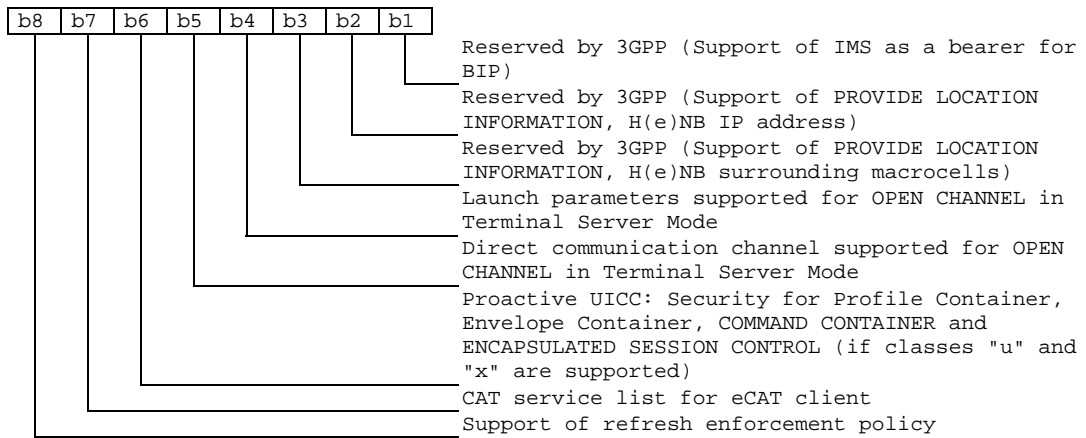 b8 b7 b6 b5 b4 b3 b2 b1
Reserved by 3GPP (Support of IMS as a bearer for
BIP)
Reserved by 3GPP (Support of PROVIDE LOCATION
INFORMATION, H(e)NB IP address)
Reserved by 3GPP (Support of PROVIDE LOCATION
INFORMATION, H(e)NB surrounding macrocells)
Launch parameters supported for OPEN CHANNEL in
Terminal Server Mode
Direct communication channel supported for OPEN
CHANNEL in Terminal Server Mode
Proactive UICC: Security for Profile Container,
Envelope Container, COMMAND CONTAINER and
ENCAPSULATED SESSION CONTROL (if classes "u" and
"x" are supported)
CAT service list for eCAT client
Support of refresh enforcement policy